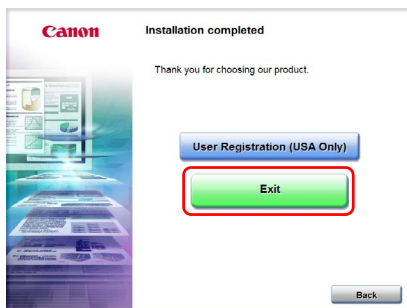 Canon
Installation completed
Thank you for choosing our product.
User Registration (USA Only)
Exit
Back